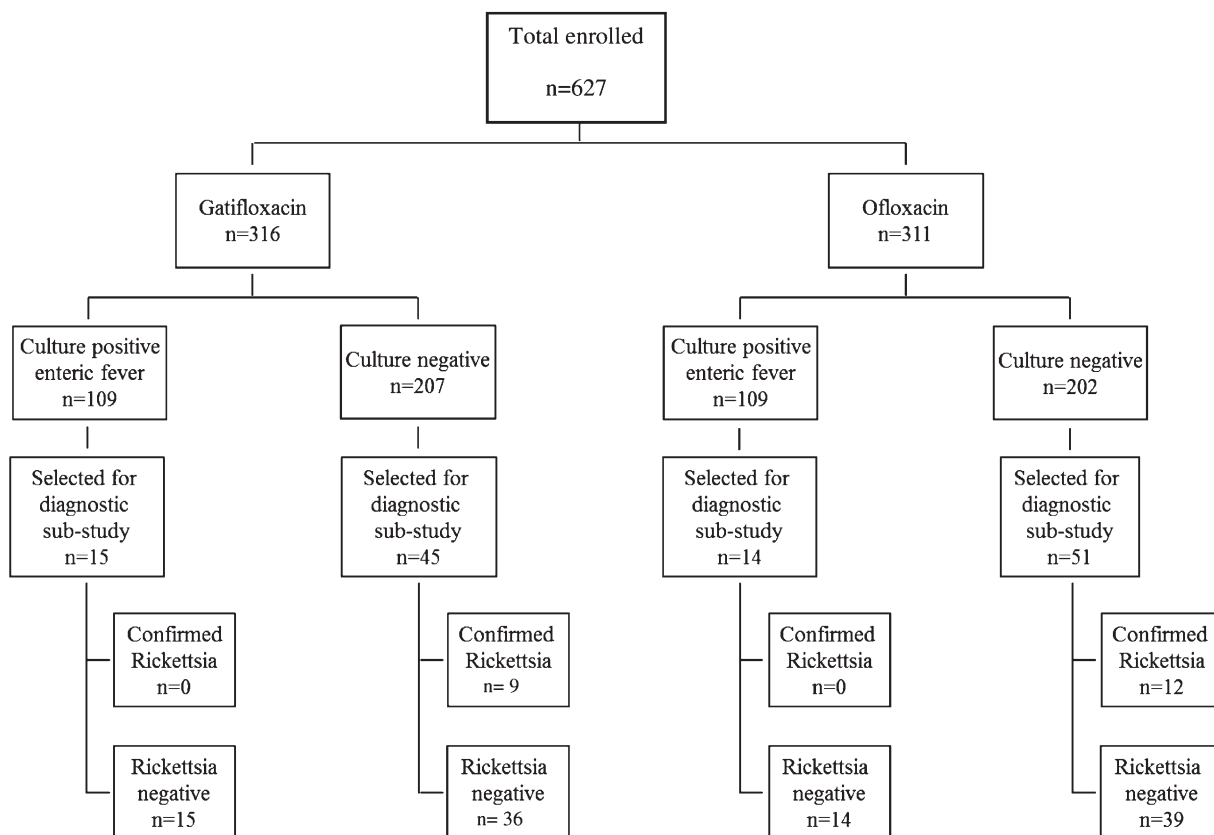 Total enrolled
n=627
Gatifloxacin
n=316
Ofloxacin
n=311
Culture positive
enteric fever
n=109
Culture negative
n=207
Culture positive
enteric fever
n=109
Culture negative
n=202
Selected for
diagnostic
sub-study
n=15
Selected for
diagnostic
sub-study
n=45
Selected for
diagnostic
sub-study
n=14
Selected for
diagnostic
sub-study
n=51
Confirmed
Rickettsia
n=0
Confirmed
Rickettsia
n= 9
Confirmed
Rickettsia
n=0
Confirmed
Rickettsia
n=12
Rickettsia
negative
n=15
Rickettsia
negative
n= 36
Rickettsia
negative
n=14
Rickettsia
negative
n=39